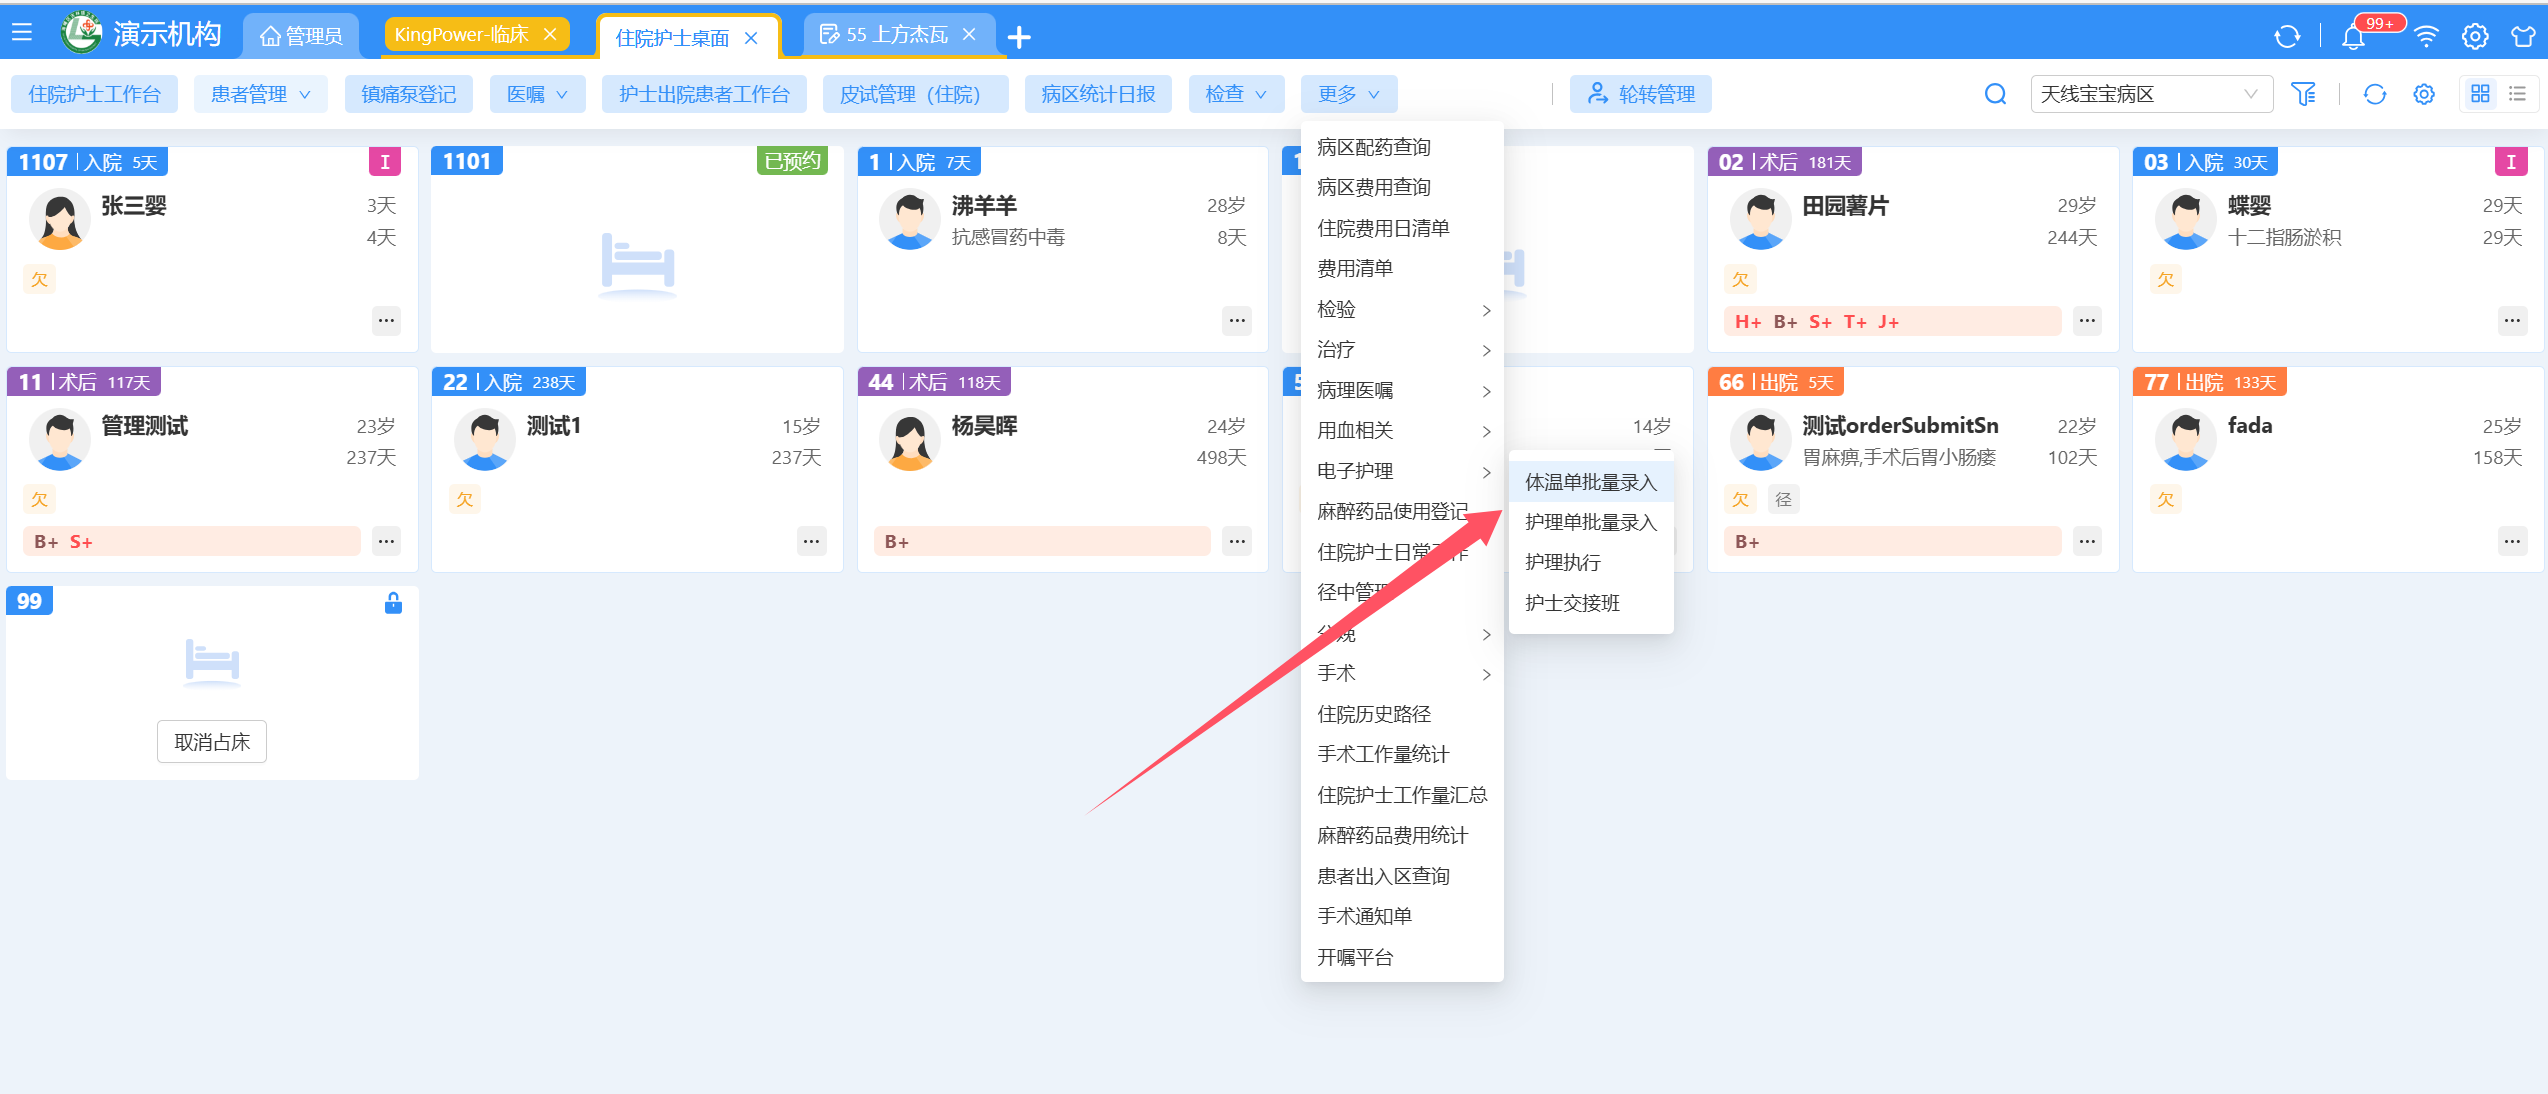 演示机构
管理员
KingPower-临床
住院护士桌面
55 上方杰瓦
99+
住院护士工作台
患者管理
镇痛泵登记
医嘱
护士出院患者工作台
皮试管理（住院）
病区统计日报
检查
更多
轮转管理
天线宝宝病区
1107 入院 5天
I
张三婴
3天
4天
欠
1101
已预约
1 入院 7天
沸羊羊
28岁
抗感冒药中毒
8天
02 术后 181天
田园薯片
29岁
244天
欠
H+ B+ S+ T+ J+
03 入院 30天
I
蝶婴
29天
十二指肠淤积
29天
欠
11 术后 117天
管理测试
23岁
237天
欠
B+ S+
22 入院 238天
测试1
15岁
237天
欠
44 术后 118天
杨昊晖
24岁
498天
B+
14岁
66 出院 5天
测试orderSubmitSn
22岁
胃麻痹,手术后胃小肠瘘
102天
欠 径
B+
77 出院 133天
fada
25岁
158天
欠
99
取消占床
病区配药查询
病区费用查询
住院费用日清单
费用清单
检验
治疗
病理医嘱
用血相关
电子护理
麻醉药品使用登记
住院护士日常工作
径中管理
分娩
手术
住院历史路径
手术工作量统计
住院护士工作量汇总
麻醉药品费用统计
患者出入区查询
手术通知单
开嘱平台
体温单批量录入
护理单批量录入
护理执行
护士交接班